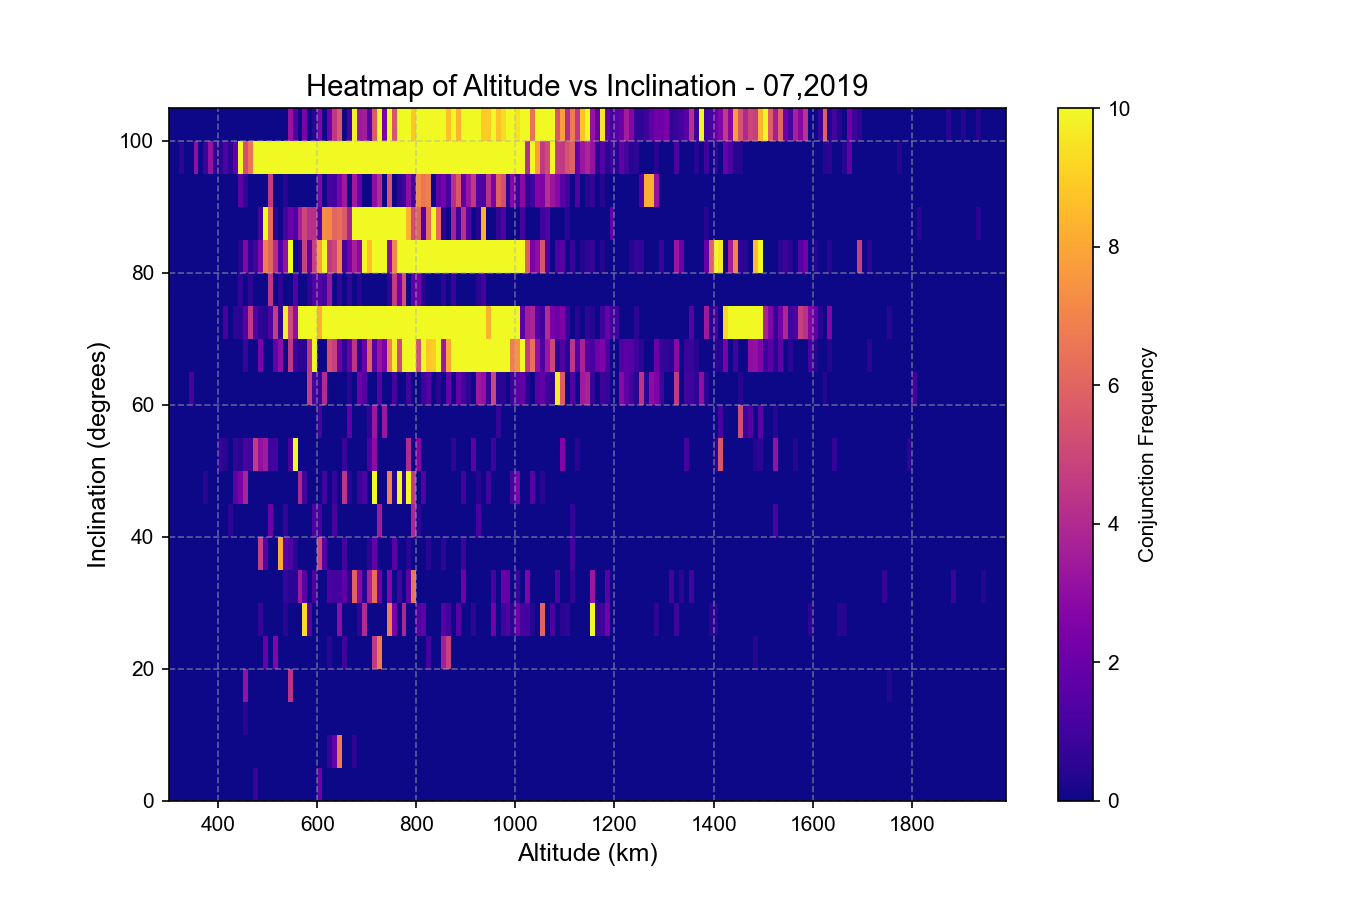 Heatmap of Altitude vs Inclination - 07,2019
Inclination (degrees)
100
80
60
40
20
0
400 600 800 1000 1200 1400 1600 1800
Altitude (km)
10
8
6
4
2
0
Conjunction Frequency